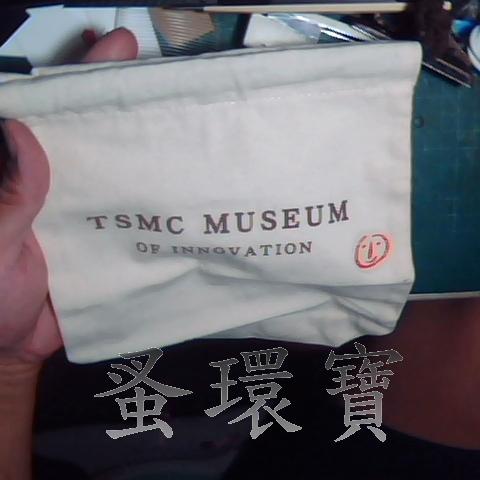 TSMC MUSEUM
OF INNOVATION
蚤環寶